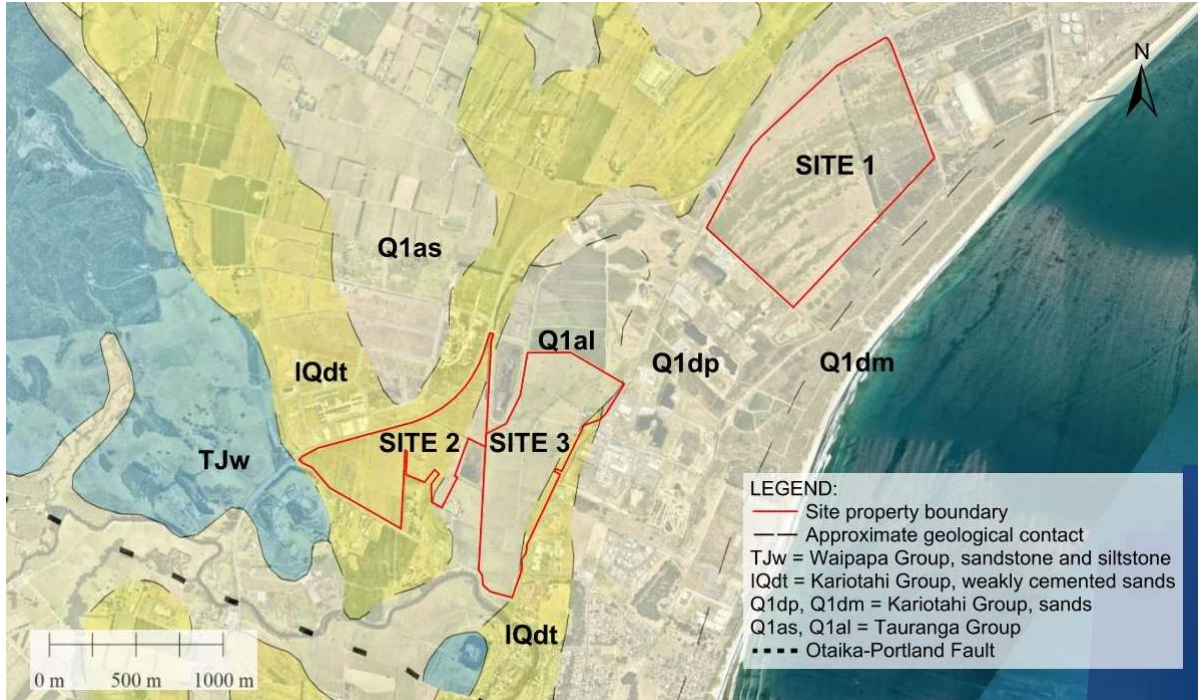 N
SITE 1
Q1as
Q1al
Q1dp
Q1dm
IQdt
SITE 2
SITE 3
TJw
IQdt
LEGEND:
Site property boundary
Approximate geological contact
TJw = Waipapa Group, sandstone and siltstone
IQdt = Kariotahi Group, weakly cemented sands
Q1dp, Q1dm = Kariotahi Group, sands
Q1as, Q1al = Tauranga Group
Otaika-Portland Fault
0 m 500 m 1000 m